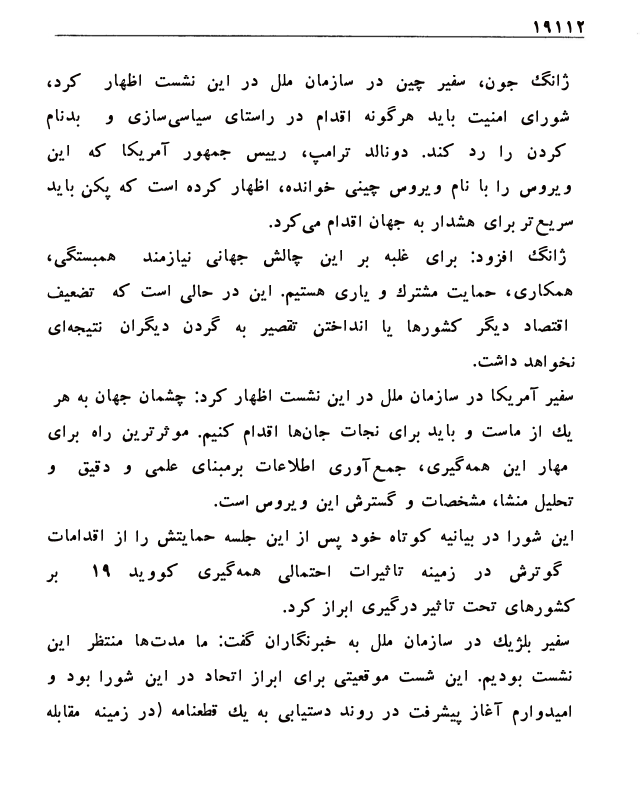 ۱۹۱۱۲
ژانگ جون، سفیر چین در سازمان ملل در این نشست اظهار کرد،
شورای امنیت باید هرگونه اقدام در راستای سیاسی‌سازی و بدنام
کردن را رد کند. دونالد ترامپ، رییس جمهور آمریکا که این
ویروس را با نام ویروس چینی خوانده، اظهار کرده است که پکن باید
سریع‌تر برای هشدار به جهان اقدام می‌کرد.
ژانگ افزود: برای غلبه بر این چالش جهانی نیازمند همبستگی،
همکاری، حمایت مشترك و یاری هستیم. این در حالی است که تضعیف
اقتصاد دیگر کشورها یا انداختن تقصیر به گردن دیگران نتیجه‌ای
نخواهد داشت.
سفیر آمریکا در سازمان ملل در این نشست اظهار کرد: چشمان جهان به هر
یك از ماست و باید برای نجات جان‌ها اقدام کنیم. موثرترین راه برای
مهار این همه‌گیری، جمع‌آوری اطلاعات برمبنای علمی و دقیق و
تحلیل منشا، مشخصات و گسترش این ویروس است.
این شورا در بیانیه کوتاه خود پس از این جلسه حمایتش را از اقدامات
گوترش در زمینه تاثیرات احتمالی همه‌گیری کووید ۱۹ بر
کشورهای تحت تاثیر درگیری ابراز کرد.
سفیر بلژیك در سازمان ملل به خبرنگاران گفت: ما مدت‌ها منتظر این
نشست بودیم. این شست موقعیتی برای ابراز اتحاد در این شورا بود و
امیدوارم آغاز پیشرفت در روند دستیابی به یك قطعنامه (در زمینه مقابله